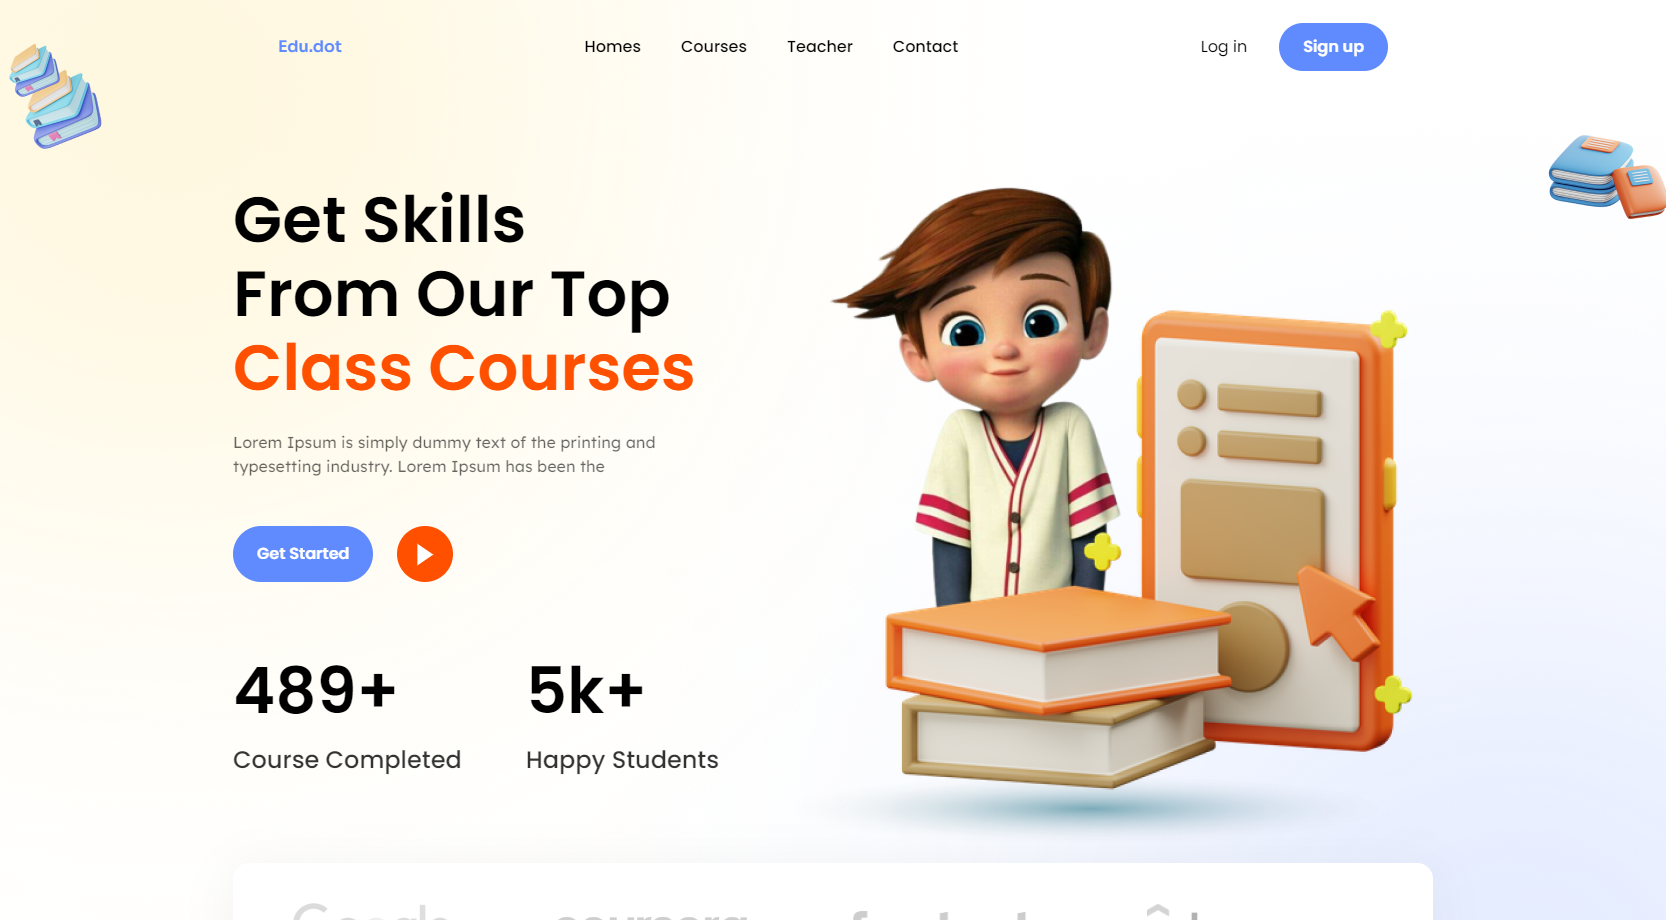 Edu.dot
Homes Courses Teacher Contact
Log in
Sign up
Get Skills
From Our Top
Class Courses
Lorem Ipsum is simply dummy text of the printing and
typesetting industry. Lorem Ipsum has been the
Get Started
489+ 5k+
Course Completed Happy Students
Google coursera